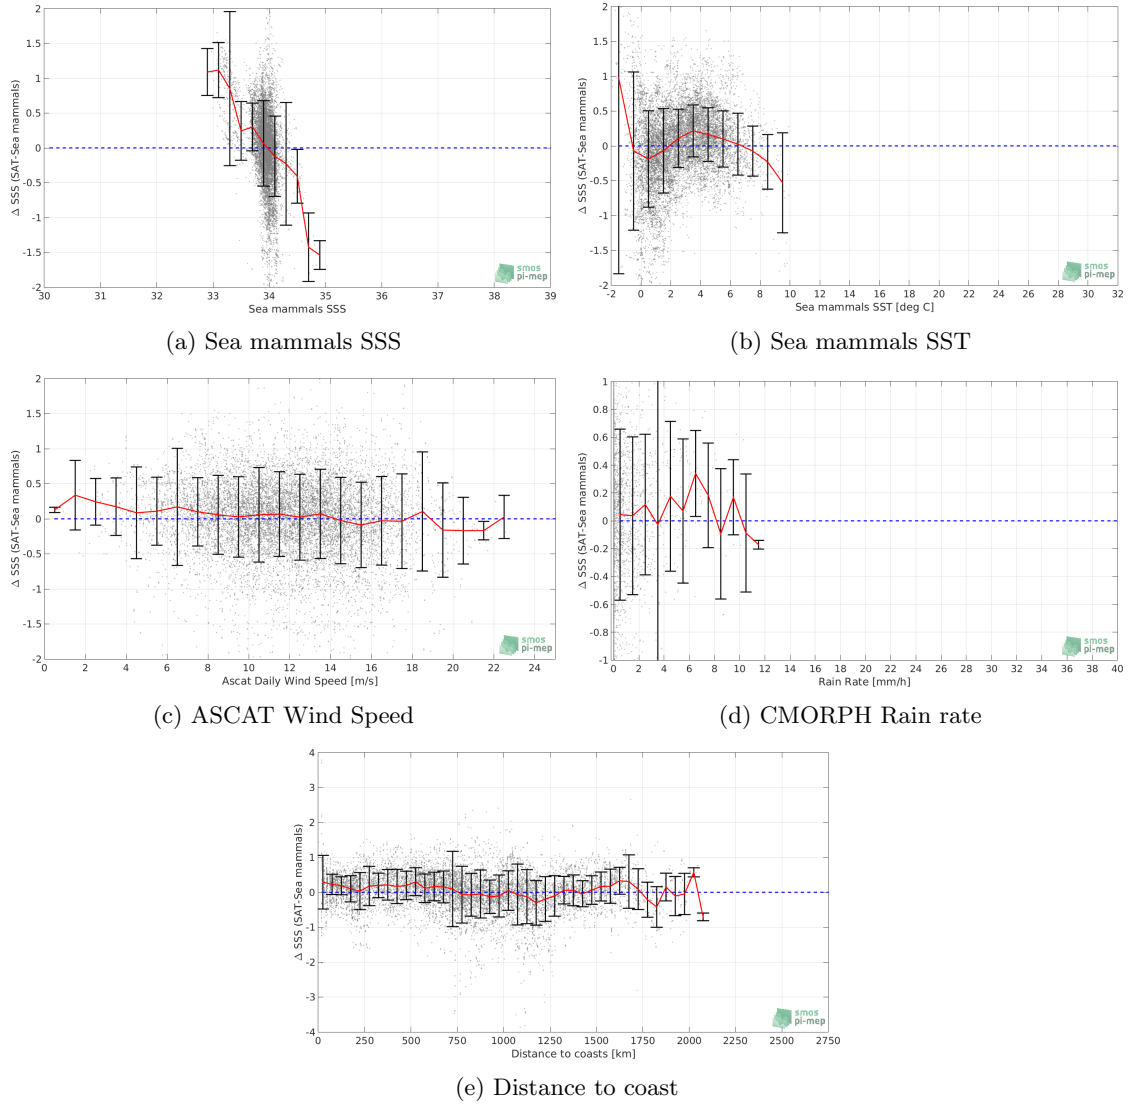 2
1.5
1
0.5
0
-0.5
-1
-1.5
-2
Δ SSS (SAT-Sea mammals)
30 31 32 33 34 35 36 37 38 39
Sea mammals SSS
smos
pi-mep
(a) Sea mammals SSS
2
1.5
1
0.5
0
-0.5
-1
-1.5
-2
Δ SSS (SAT-Sea mammals)
-2 0 2 4 6 8 10 12 14 16 18 20 22 24 26 28 30 32
Sea mammals SST [deg C]
smos
pi-mep
(b) Sea mammals SST
2
1.5
1
0.5
0
-0.5
-1
-1.5
-2
Δ SSS (SAT-Sea mammals)
0 2 4 6 8 10 12 14 16 18 20 22 24
Ascat Daily Wind Speed [m/s]
smos
pi-mep
(c) ASCAT Wind Speed
1
0.8
0.6
0.4
0.2
0
-0.2
-0.4
-0.6
-0.8
-1
Δ SSS (SAT-Sea mammals)
0 2 4 6 8 10 12 14 16 18 20 22 24 26 28 30 32 34 36 38 40
Rain Rate [mm/h]
smos
pi-mep
(d) CMORPH Rain rate
4
3
2
1
0
-1
-2
-3
-4
Δ SSS (SAT-Sea mammals)
0 250 500 750 1000 1250 1500 1750 2000 2250 2500 2750
Distance to coasts [km]
smos
pi-mep
(e) Distance to coast